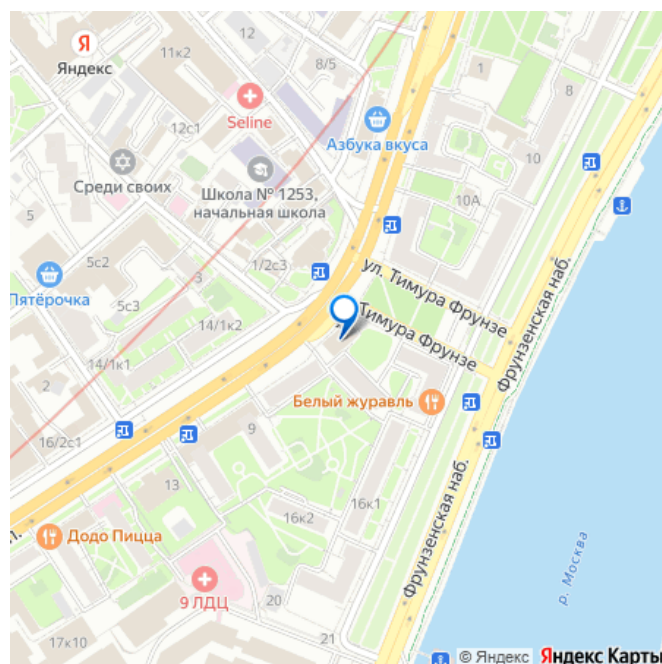 11к2
12
8/5
1
8
Яндекс
Seline
Азбука вкуса
12с1
10
Среди своих
Школа № 1253,
начальная школа
10А
5
5с2
1/2с3
ул. Тимура Фрунзе
Фрунзенская наб.
Пятёрочка
5с3
14/1к2
Тимура Фрунзе
14/1к1
2
Белый журавль
9
16/2с1
13
16к1
16к2
Фрунзенская наб.
Додо Пицца
р. Москва
9 ЛДЦ
20
21
17к10
© Яндекс Яндекс Карты